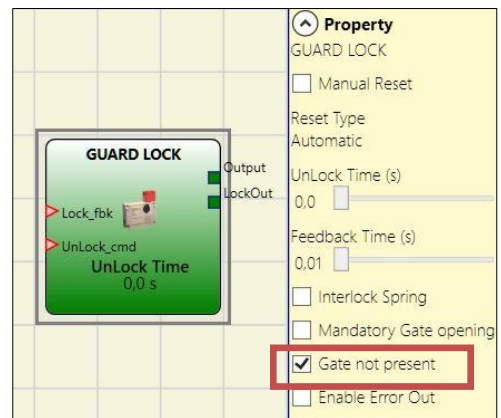 GUARD LOCK
Output
LockOut
Lock_fbk
UnLock_cmd
UnLock Time
0,0 s
Property
GUARD LOCK
Manual Reset
Reset Type
Automatic
UnLock Time (s)
0,0
Feedback Time (s)
0,01
Interlock Spring
Mandatory Gate opening
Gate not present
Enable Error Out